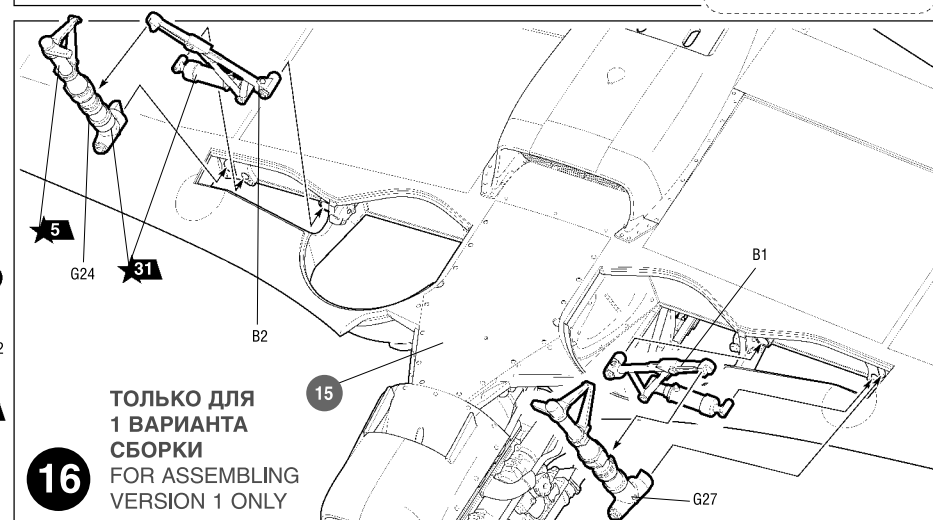 5
G24
31
B2
B1
15
ТОЛЬКО ДЛЯ
1 ВАРИАНТА
СБОРКИ
16
FOR ASSEMBLING
VERSION 1 ONLY
G27